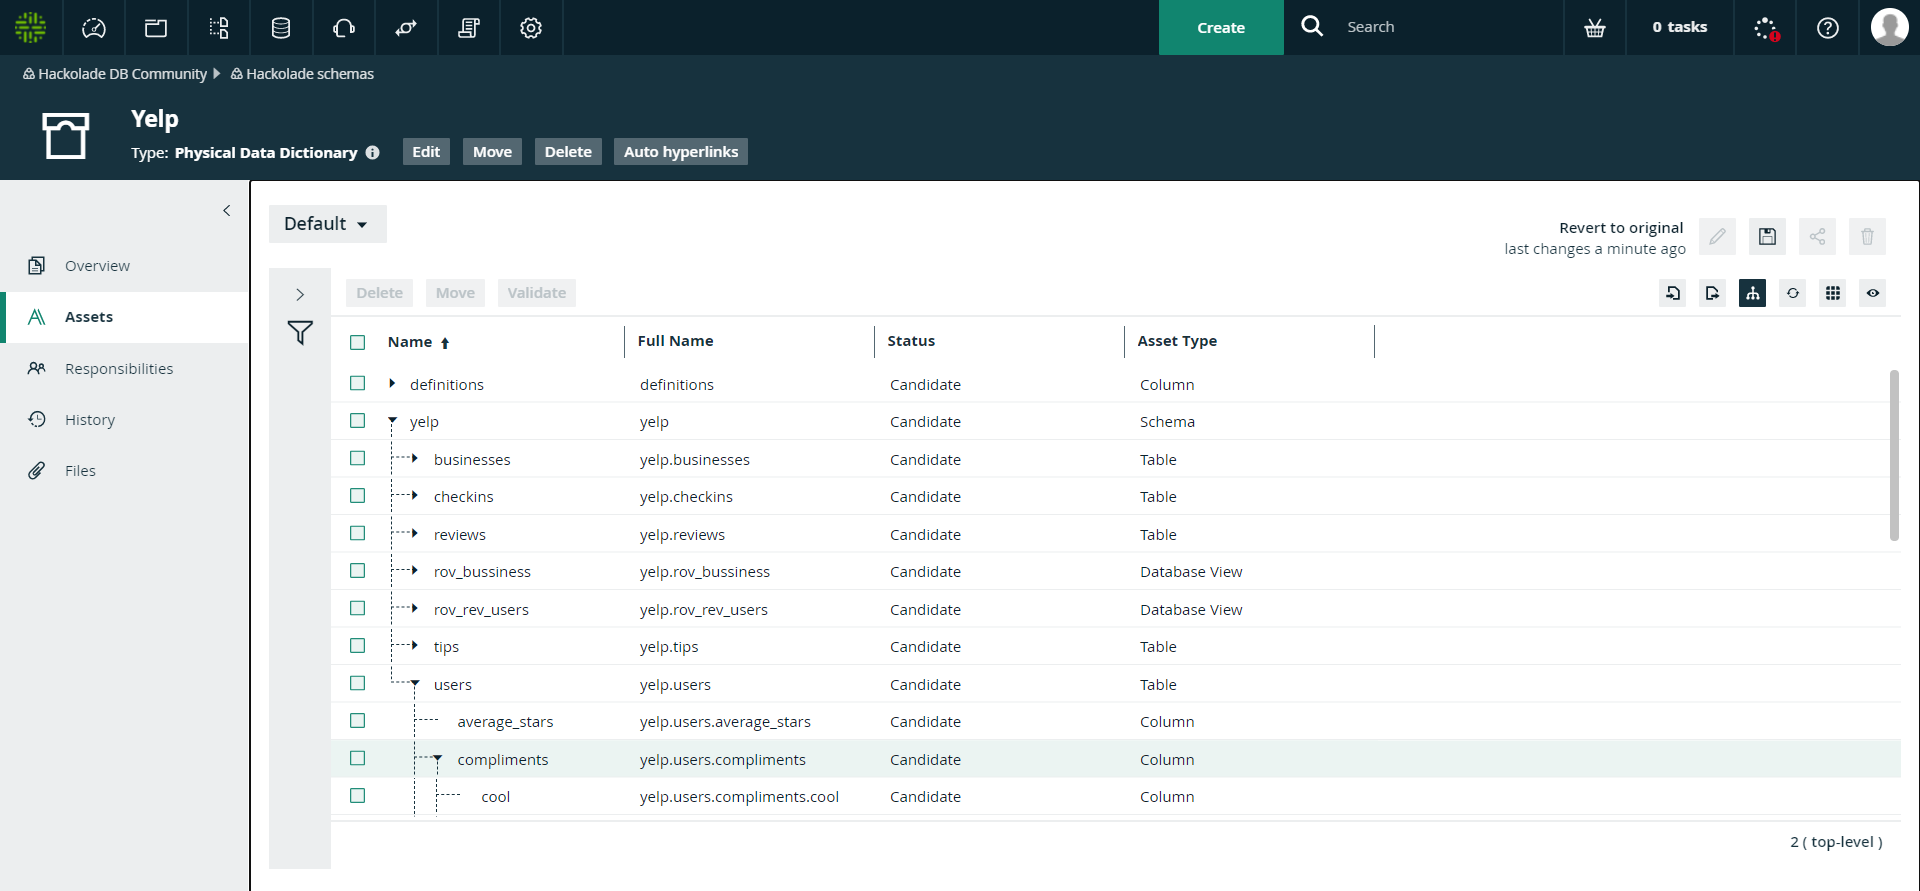 Create
Search
0 tasks
Hackolade DB Community
Hackolade schemas
Yelp
Type: Physical Data Dictionary
Edit
Move
Delete
Auto hyperlinks
Overview
Assets
Responsibilities
History
Files
Default
Revert to original
last changes a minute ago
Delete
Move
Validate
Name Full Name Status Asset Type
definitions definitions Candidate Column
yelp yelp Candidate Schema
businesses yelp.businesses Candidate Table
checkins yelp.checkins Candidate Table
reviews yelp.reviews Candidate Table
rov_bussiness yelp.rov_bussiness Candidate Database View
rov_rev_users yelp.rov_rev_users Candidate Database View
tips yelp.tips Candidate Table
users yelp.users Candidate Table
average_stars yelp.users.average_stars Candidate Column
compliments yelp.users.compliments Candidate Column
cool yelp.users.compliments.cool Candidate Column
2 ( top-level )